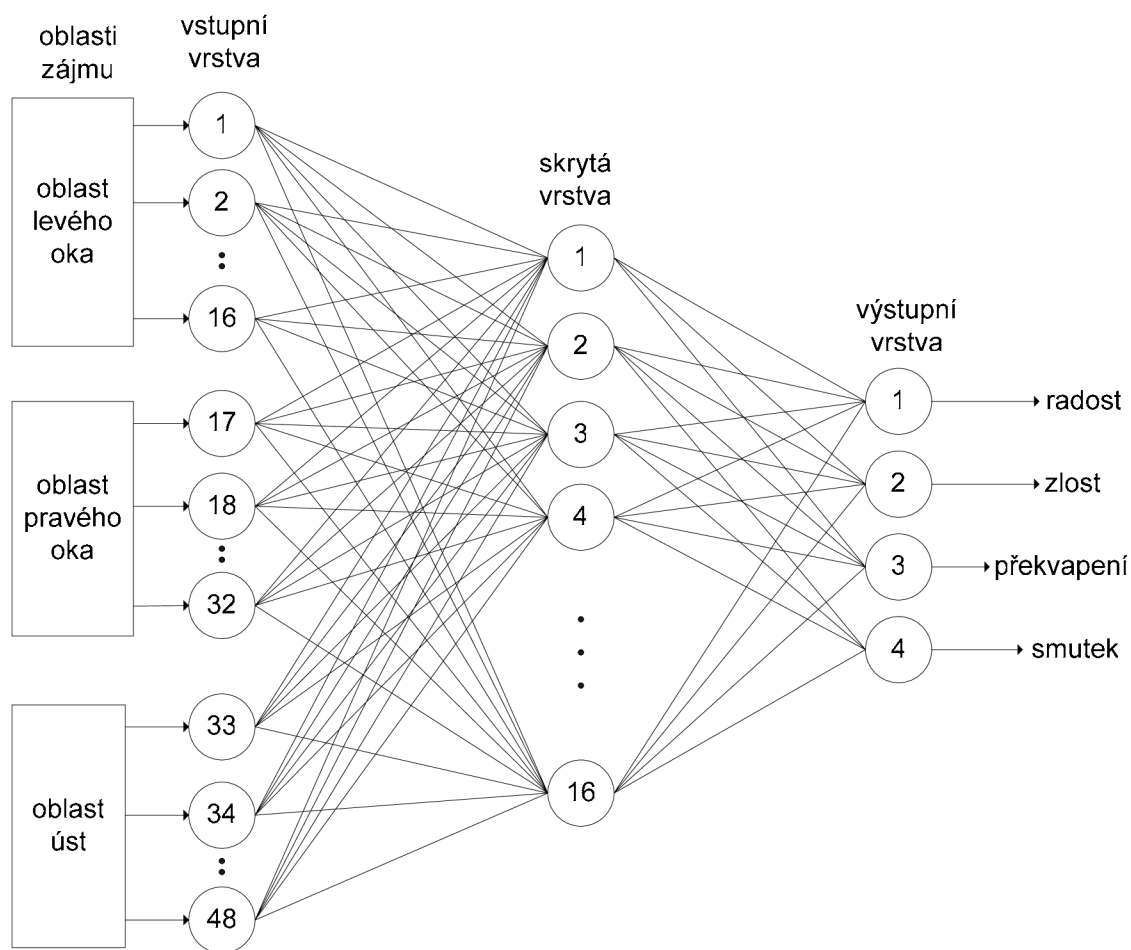 oblasti
zájmu
vstupní
vrstva
oblast
levého
oka
1
2
16
oblast
pravého
oka
17
18
32
oblast
úst
33
34
48
skrytá
vrstva
1
2
3
4
16
výstupní
vrstva
1
2
3
4
radost
zlost
překvapení
smutek